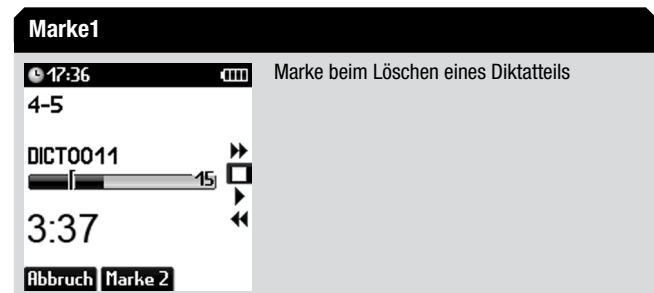 Marke1
17:36
4-5
DICT0011
15
3:37
Abbruch Marke 2
Marke beim Löschen eines Diktatteils